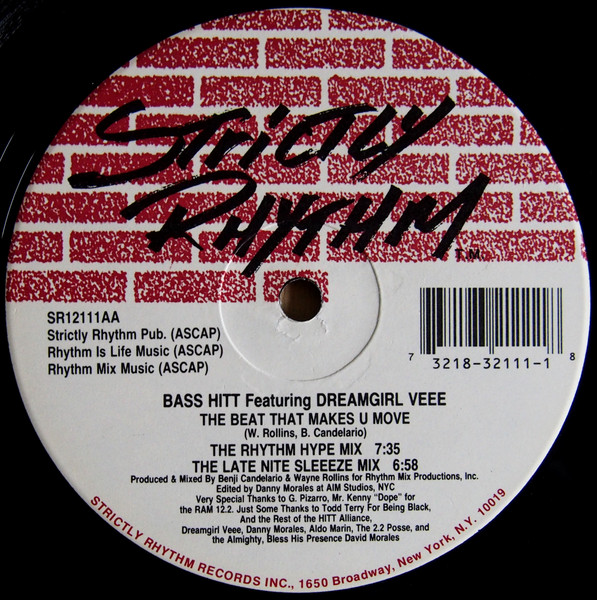 STRICTLY
RHYTHM
T.M.
SR12111AA
Strictly Rhythm Pub. (ASCAP)
Rhythm Is Life Music (ASCAP)
Rhythm Mix Music (ASCAP)
7 3218-32111-1 8
BASS HITT Featuring DREAMGIRL VEEE
THE BEAT THAT MAKES U MOVE
(W. Rollins, B. Candelario)
THE RHYTHM HYPE MIX 7:35
THE LATE NITE SLEEEZE MIX 6:58
Produced & Mixed By Benji Candelario & Wayne Rollins for Rhythm Mix Productions, Inc.
Edited by Danny Morales at AIM Studios, NYC
Very Special Thanks to G. Pizarro, Mr. Kenny "Dope" for
the RAM 12.2. Just Some Thanks to Todd Terry For Being Black,
And the Rest of the HITT Alliance,
Dreamgirl Veee, Danny Morales, Aldo Marin, The 2.2 Posse, and
the Almighty, Bless His Presence David Morales
STRICTLY RHYTHM RECORDS INC., 1650 Broadway, New York, N.Y. 10019